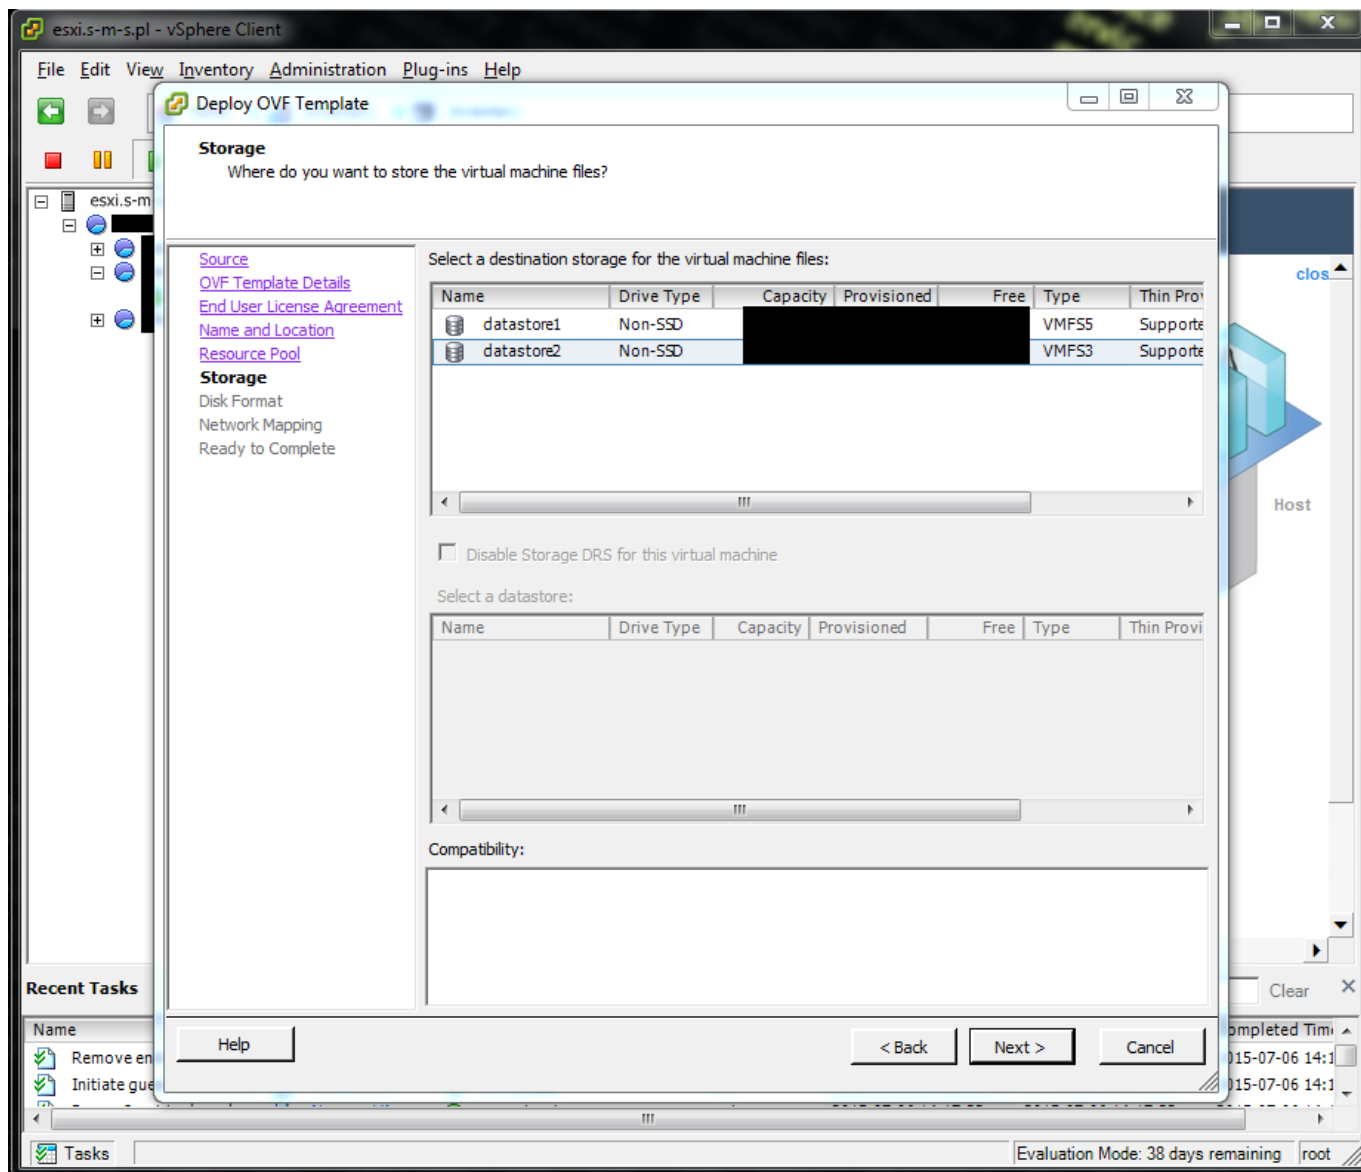 esxi.s-m-s.pl - vSphere Client
File Edit View Inventory Administration Plug-ins Help
Deploy OVF Template
Storage
Where do you want to store the virtual machine files?
esxi.s-m
Source
OVF Template Details
End User License Agreement
Name and Location
Resource Pool
Storage
Disk Format
Network Mapping
Ready to Complete
Select a destination storage for the virtual machine files:
Name Drive Type Capacity Provisioned Free Type Thin Prov
datastore1 Non-SSD VMFS5 Supporte
datastore2 Non-SSD VMFS3 Supporte
Disable Storage DRS for this virtual machine
Select a datastore:
Name Drive Type Capacity Provisioned Free Type Thin Provi
Compatibility:
clos
Host
Help < Back Next > Cancel
Recent Tasks Clear
Name ompleted Time
Remove en 015-07-06 14:1
Initiate gue 015-07-06 14:1
Tasks Evaluation Mode: 38 days remaining root